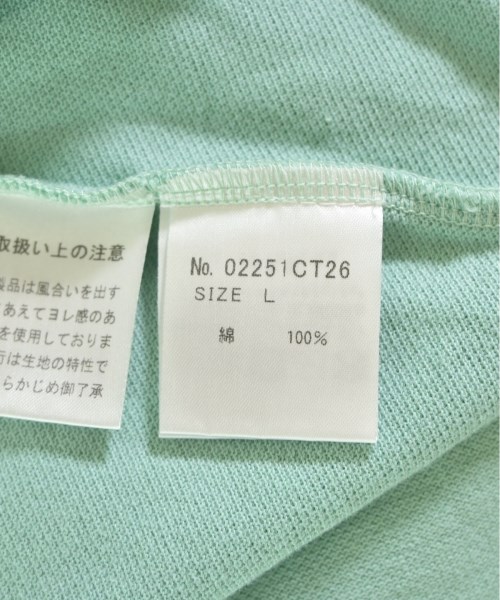 取扱い上の注意
製品は風合いを出す
あえてヨレ感のあ
を使用しておりま
行は生地の特性で
らかじめ御了承
No. 02251CT26
SIZE L
綿 100%